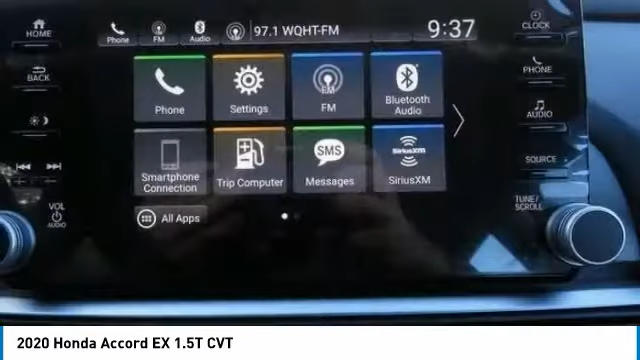 HOME
Phone
FM
Audio
97.1 WQHT-FM
9:37
CLOCK
BACK
PHONE
Phone
Settings
FM
FM
Bluetooth
Audio
AUDIO
SMS
SiriusXM
Smartphone
Connection
Trip Computer
Messages
SiriusXM
SOURCE
VOL
AUDIO
All Apps
TUNE/
SCROLL
2020 Honda Accord EX 1.5T CVT